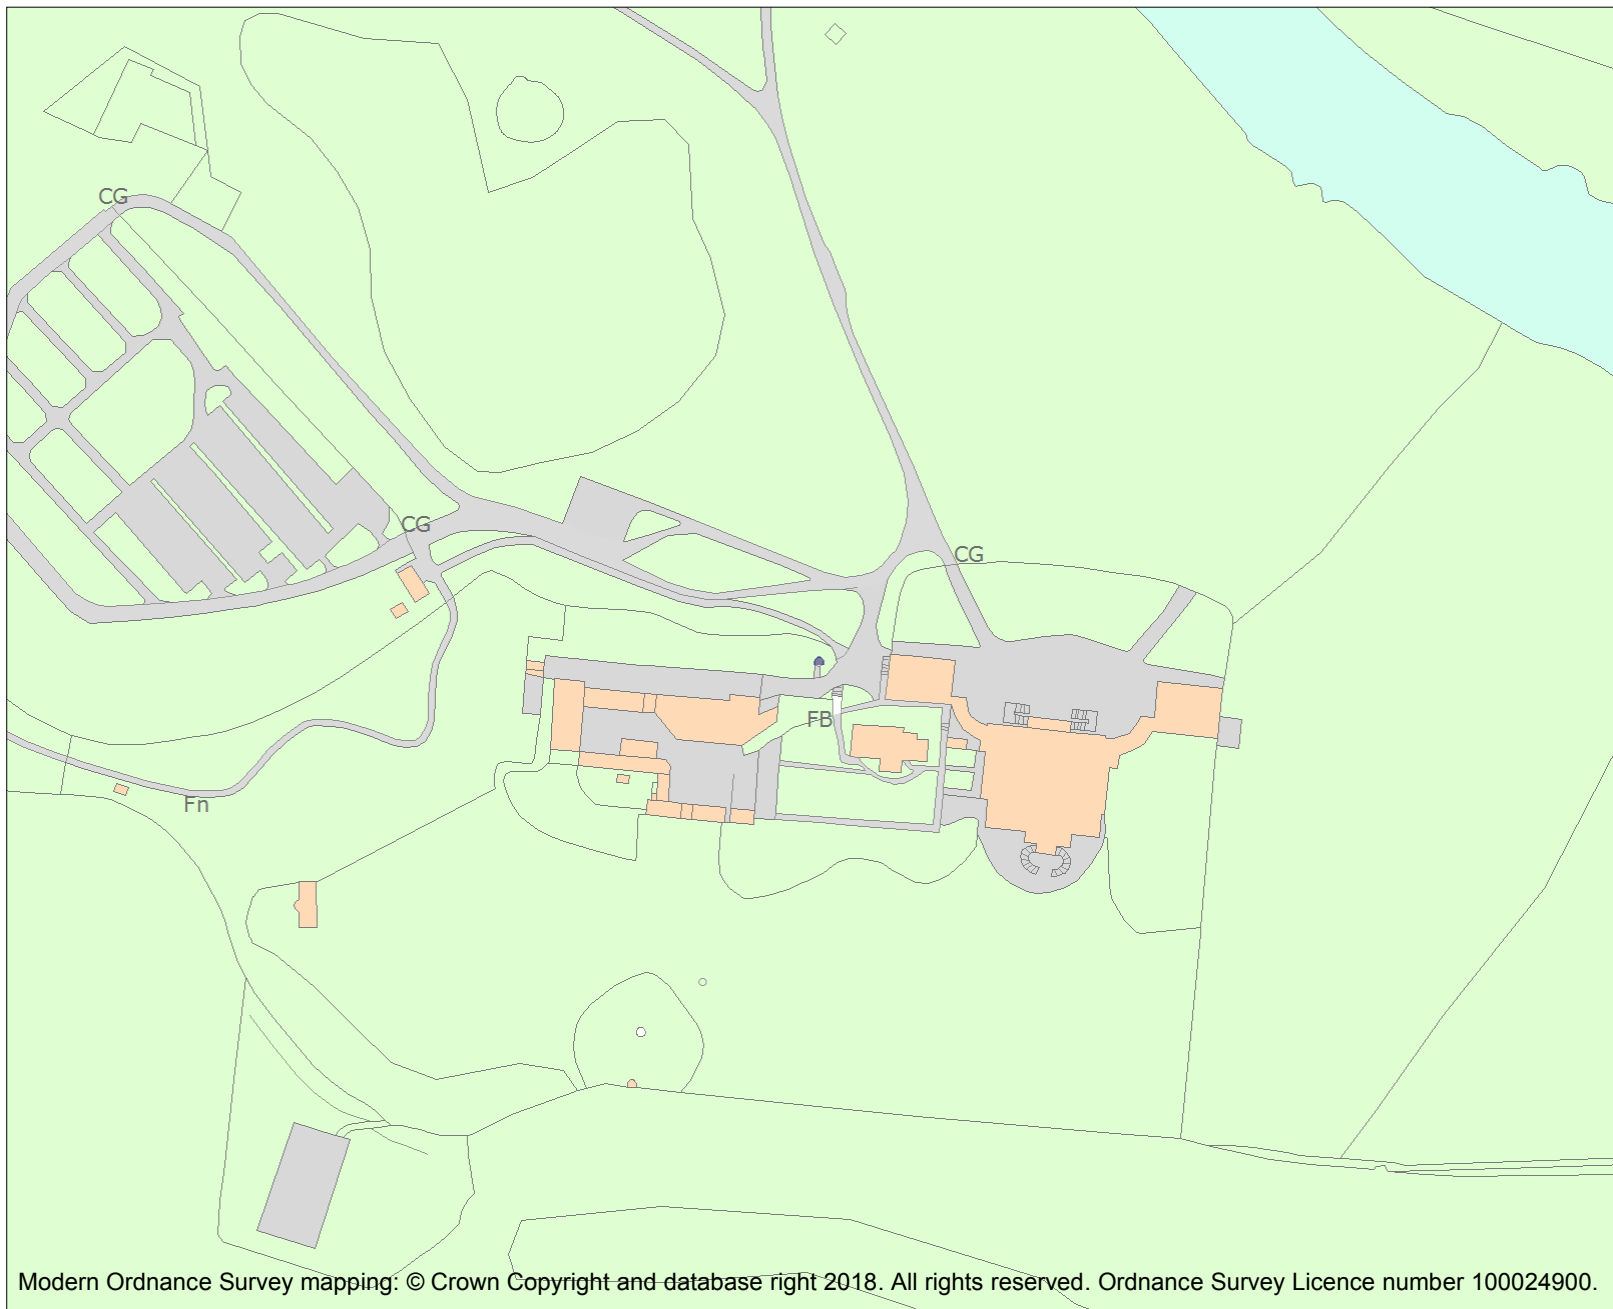 CG
CG
CG
FB
Fn
Modern Ordnance Survey mapping: © Crown Copyright and database right 2018. All rights reserved. Ordnance Survey Licence number 100024900.